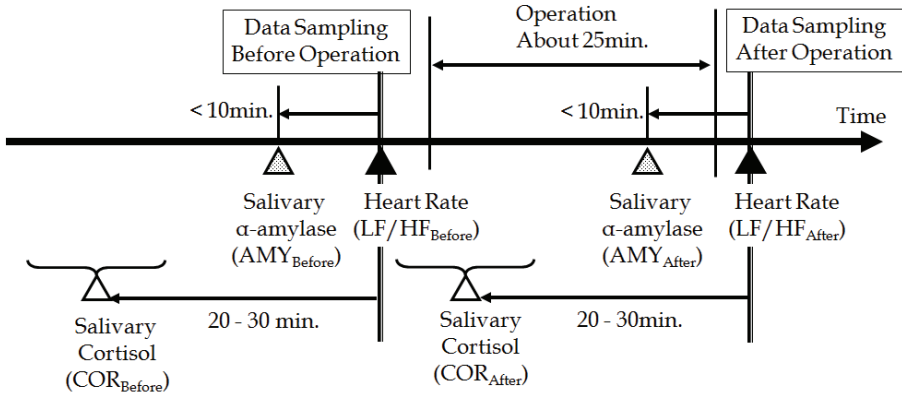 Data Sampling
Before Operation
Operation
About 25min.
Data Sampling
After Operation
< 10min.
< 10min.
Time
Salivary
α-amylase
(AMYBefore)
Heart Rate
(LF/HFBefore)
Salivary
α-amylase
(AMYAfter)
Heart Rate
(LF/HFAfter)
20 - 30 min.
20 - 30min.
Salivary
Cortisol
(CORBefore)
Salivary
Cortisol
(CORAfter)